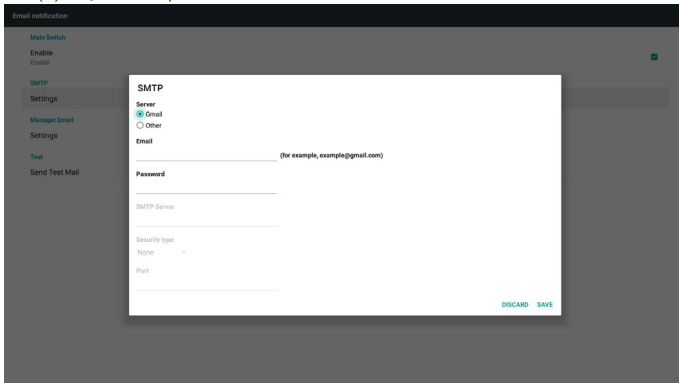 Email notification
Main Switch
Enable
Enable
SMTP
Settings
Manager Email
Settings
Test
Send Test Mail
SMTP
Server
Gmail
Other
Email
(for example, example@gmail.com)
Password
SMTP Server
Security type
None
Port
DISCARD SAVE